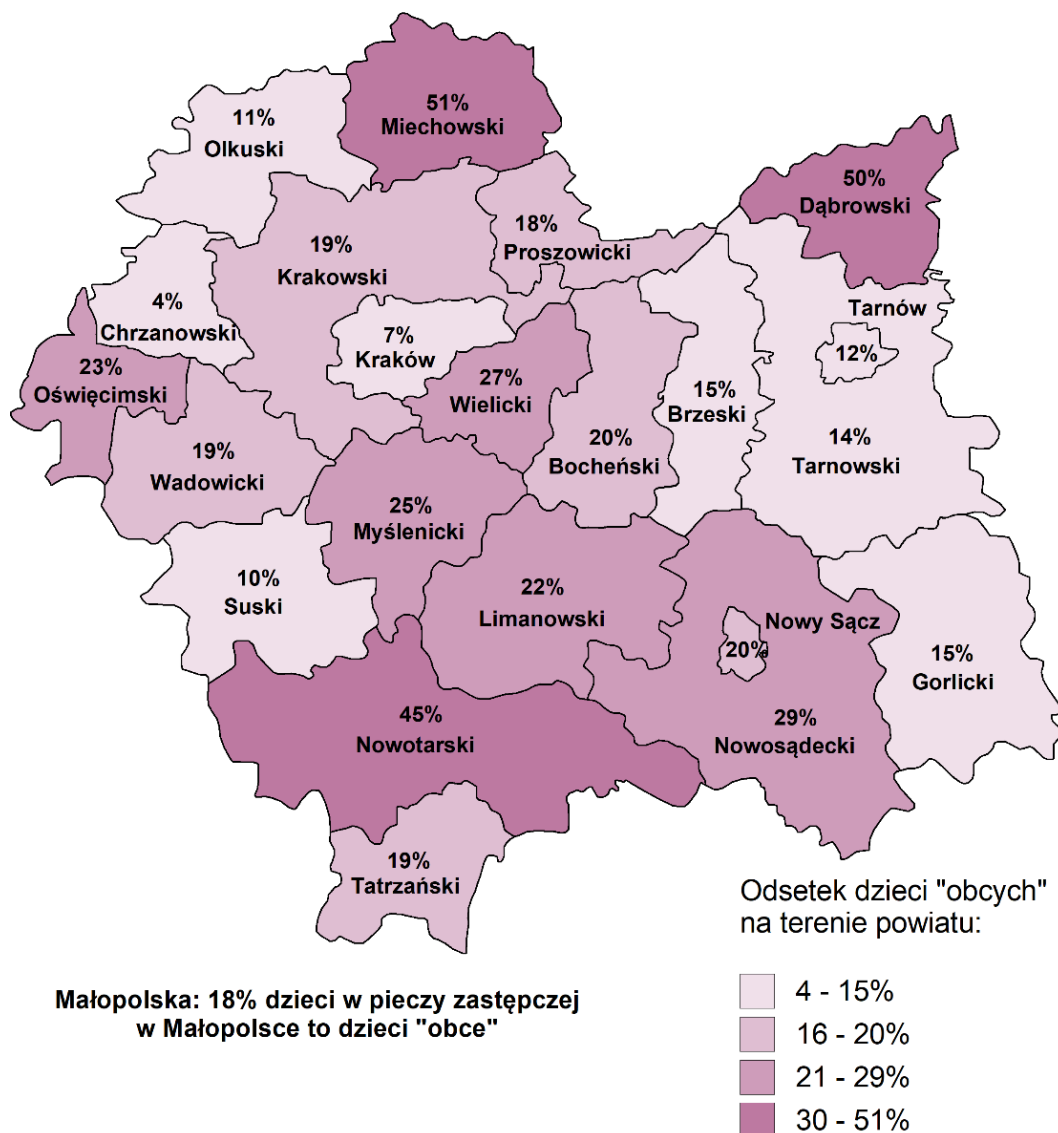 51%
Miechowski
11%
Olkuski
50%
Dąbrowski
18%
Proszowicki
19%
Krakowski
4%
Chrzanowski
Tarnów
12%
7%
Kraków
23%
Oświęcimski
27%
Wielicki
15%
Brzeski
20%
Bocheński
14%
Tarnowski
19%
Wadowicki
25%
Myślenicki
10%
Suski
22%
Limanowski
Nowy Sącz
20%
15%
Gorlicki
45%
Nowotarski
29%
Nowosądecki
19%
Tatrzański
Odsetek dzieci "obcych"
na terenie powiatu:
4 - 15%
16 - 20%
21 - 29%
30 - 51%
Małopolska: 18% dzieci w pieczy zastępczej
w Małopolsce to dzieci "obce"